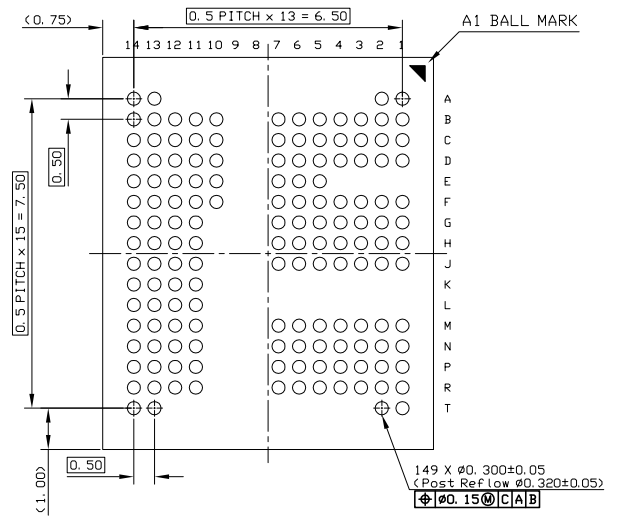 (0.75)
0.5 PITCH x 13 = 6.50
A1 BALL MARK
14 13 12 11 10 9 8 7 6 5 4 3 2 1
A
B
C
D
E
F
G
H
J
K
L
M
N
P
R
T
0.50
0.5 PITCH x 15 = 7.50
(1.00)
0.50
149 X ø0.300±0.05
(Post Reflow ø0.320±0.05)
⌖ ø0.15Ⓜ C A B